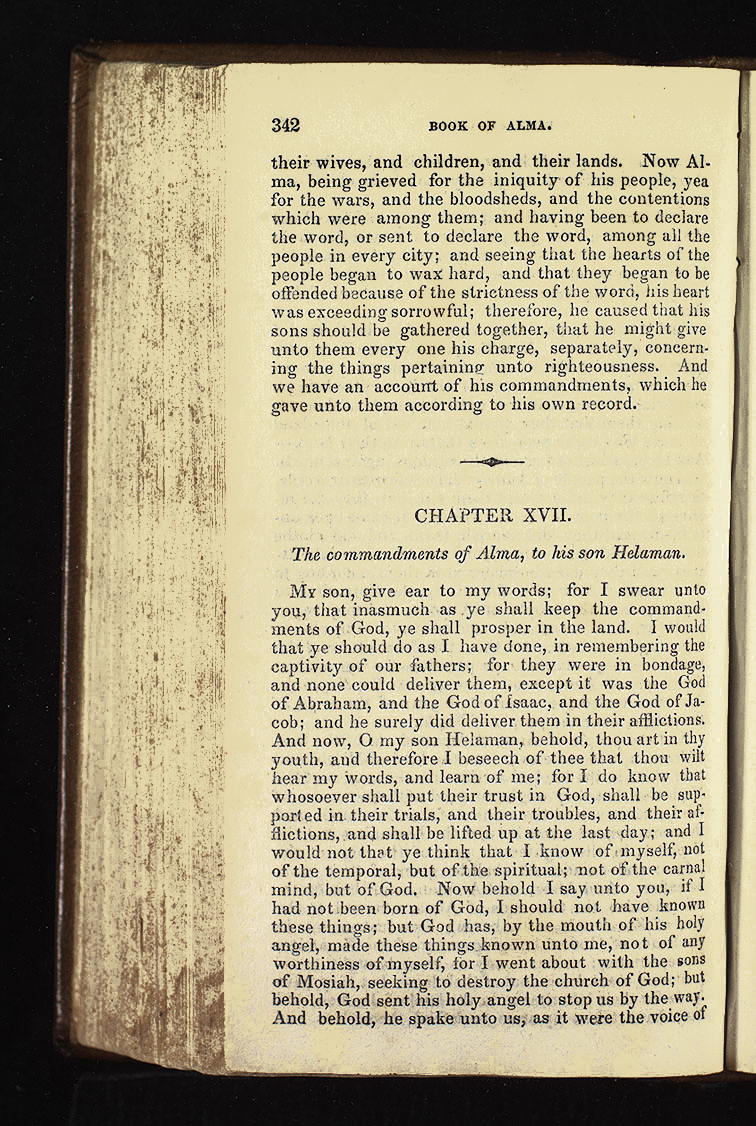 342 BOOK OF ALMA.
their wives, and children, and their lands. Now Al-
ma, being grieved for the iniquity of his people, yea
for the wars, and the bloodsheds, and the contentions
which were among them; and having been to declare
the word, or sent to declare the word, among all the
people in every city; and seeing that the hearts of the
people began to wax hard, and that they began to be
offended because of the strictness of the word, his heart
was exceeding sorrowful; therefore, he caused that his
sons should be gathered together, that he might give
unto them every one his charge, separately, concern-
ing the things pertaining unto righteousness. And
we have an account of his commandments, which he
gave unto them according to his own record.
CHAPTER XVII.
The commandments of Alma, to his son Helaman.
My son, give ear to my words; for I swear unto
you, that inasmuch as ye shall keep the command-
ments of God, ye shall prosper in the land. I would
that ye should do as I have done, in remembering the
captivity of our fathers; for they were in bondage,
and none could deliver them, except it was the God
of Abraham, and the God of Isaac, and the God of Ja-
cob; and he surely did deliver them in their afflictions.
And now, O my son Helaman, behold, thou art in thy
youth, and therefore I beseech of thee that thou wilt
hear my words, and learn of me; for I do know that
whosoever shall put their trust in God, shall be sup-
ported in their trials, and their troubles, and their af-
flictions, and shall be lifted up at the last day; and I
would not that ye think that I know of myself, not
of the temporal, but of the spiritual; not of the carnal
mind, but of God. Now behold I say unto you, if I
had not been born of God, I should not have known
these things; but God has, by the mouth of his holy
angel, made these things known unto me, not of any
worthiness of myself, for I went about with the sons
of Mosiah, seeking to destroy the church of God; but
behold, God sent his holy angel to stop us by the way.
And behold, he spake unto us, as it were the voice of